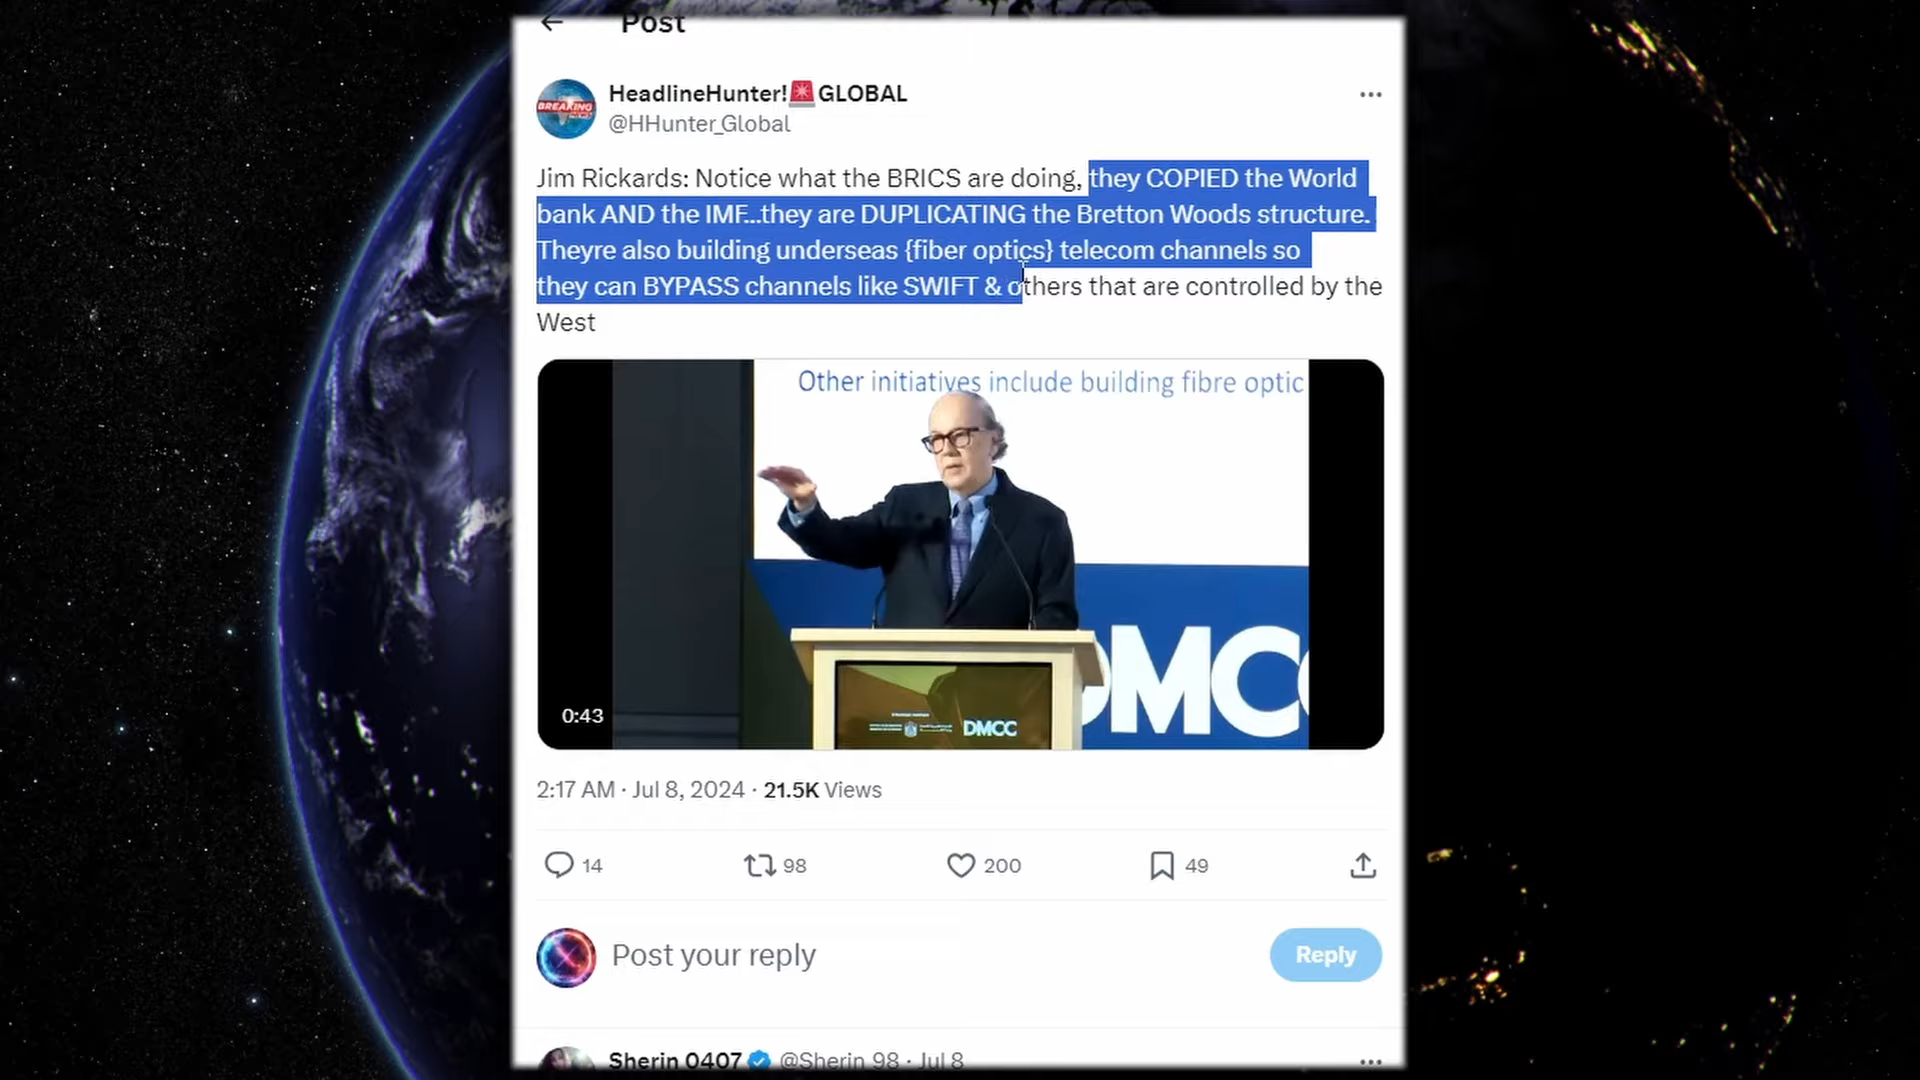 Post
HeadlineHunter!🚨GLOBAL
@HHunter_Global
BREAKING
Jim Rickards: Notice what the BRICS are doing, they COPIED the World
bank AND the IMF...they are DUPLICATING the Bretton Woods structure.
Theyre also building underseas {fiber optics} telecom channels so
they can BYPASS channels like SWIFT & others that are controlled by the
West
Other initiatives include building fibre optic
DMCC
DMCC
0:43
2:17 AM · Jul 8, 2024 · 21.5K Views
14
98
200
49
Post your reply
Reply
Sherin 0407 @Sherin_98 · Jul 8